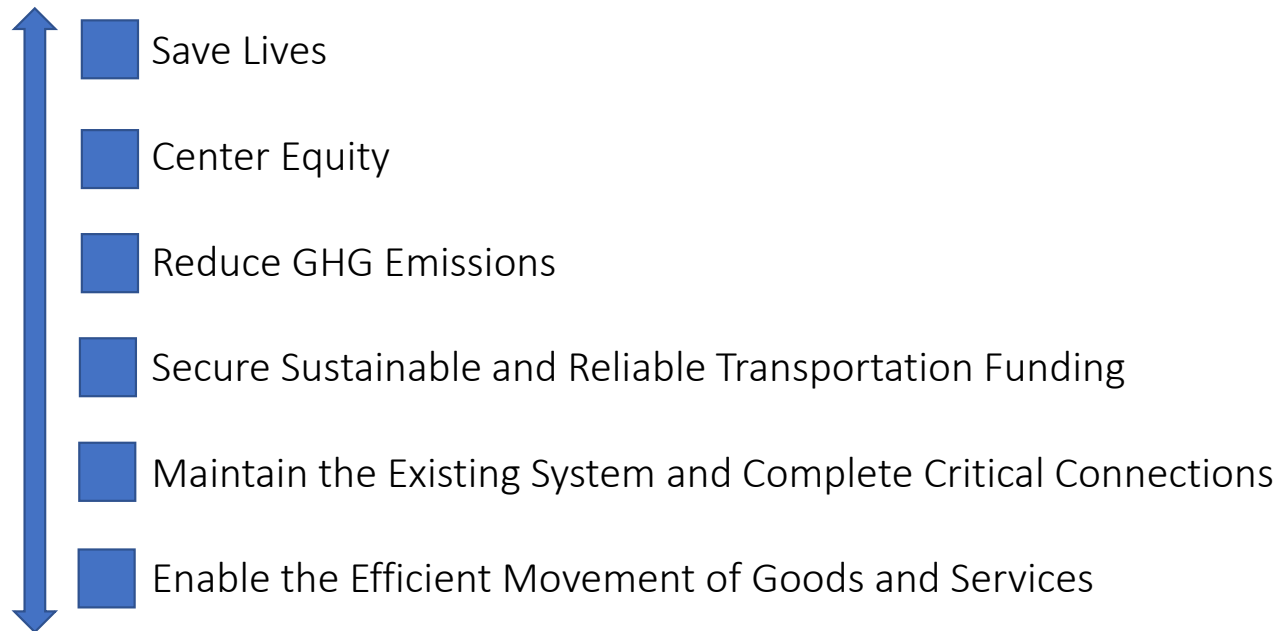 Save Lives
Center Equity
Reduce GHG Emissions
Secure Sustainable and Reliable Transportation Funding
Maintain the Existing System and Complete Critical Connections
Enable the Efficient Movement of Goods and Services